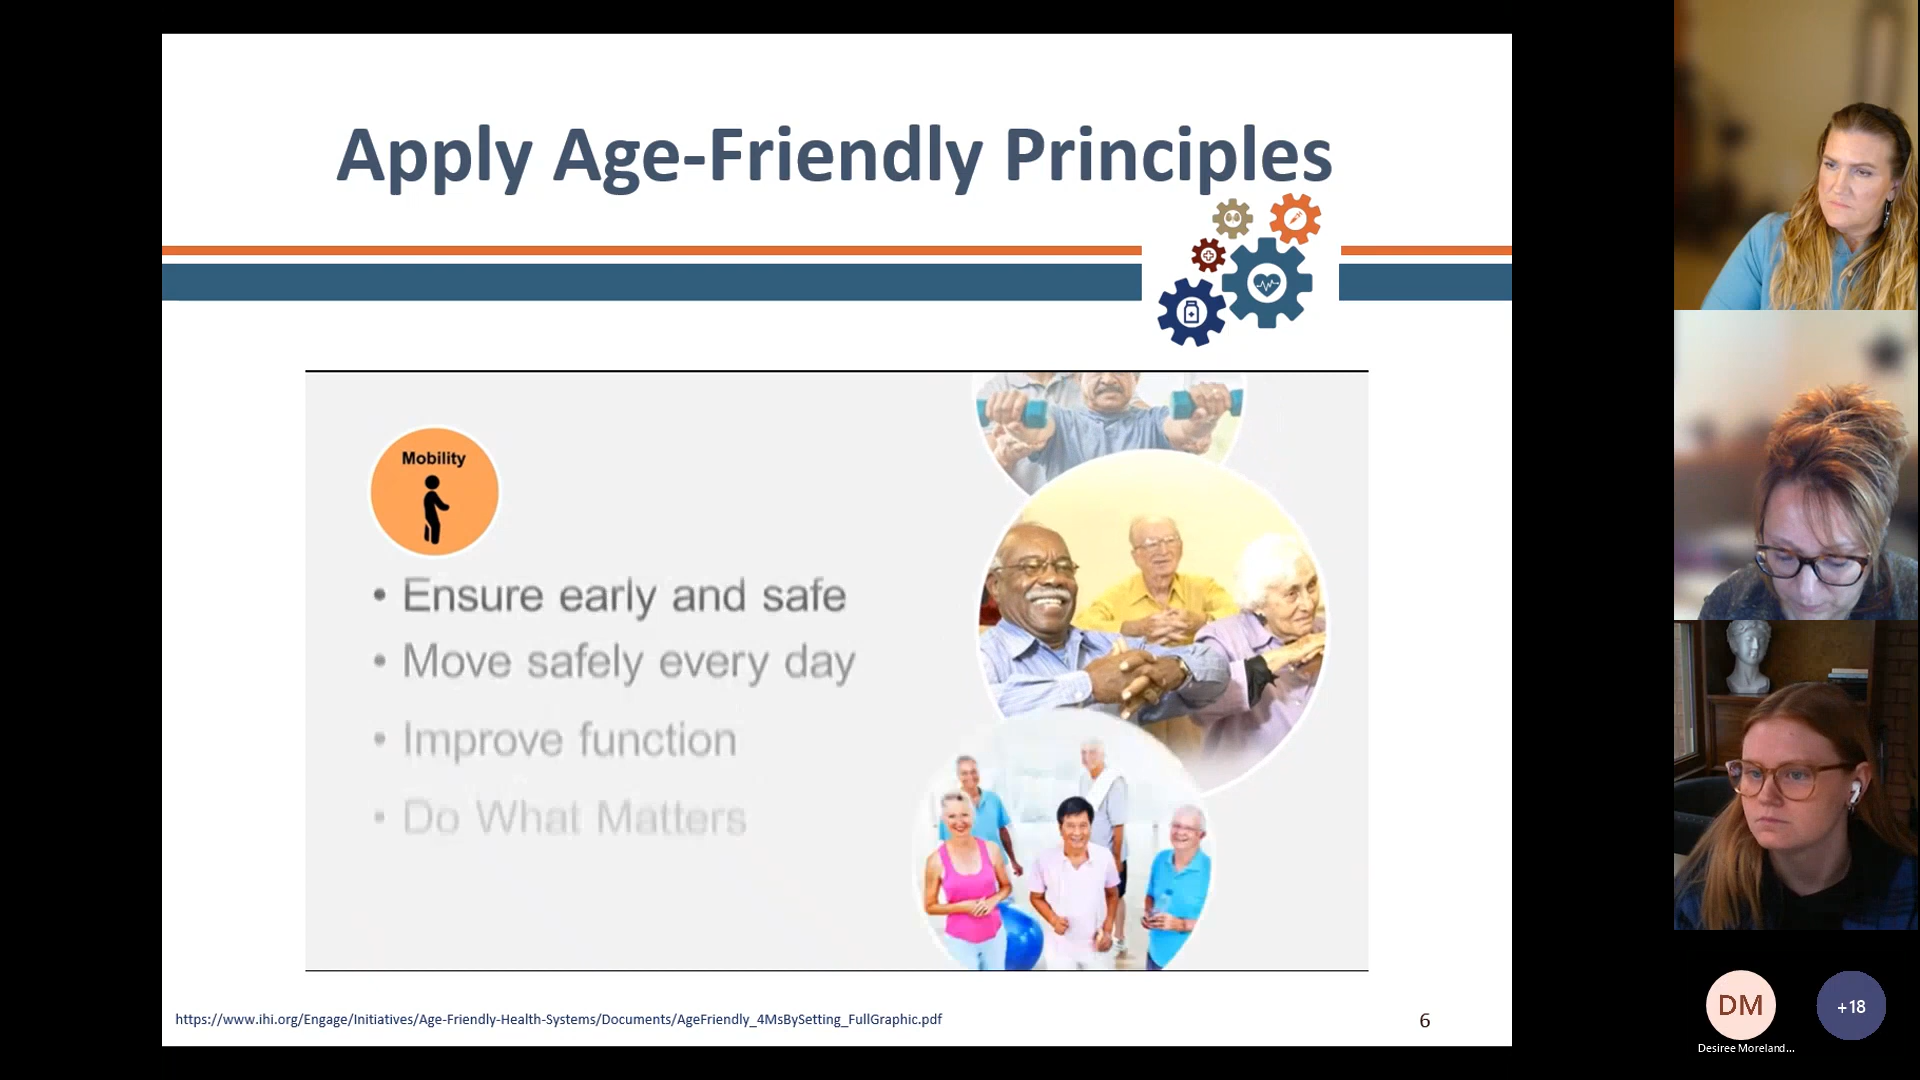 Apply Age-Friendly Principles
Mobility
• Ensure early and safe
• Move safely every day
• Improve function
• Do What Matters
https://www.ihi.org/Engage/Initiatives/Age-Friendly-Health-Systems/Documents/AgeFriendly_4MsBySetting_FullGraphic.pdf
6
DM
+18
Desiree Moreland...